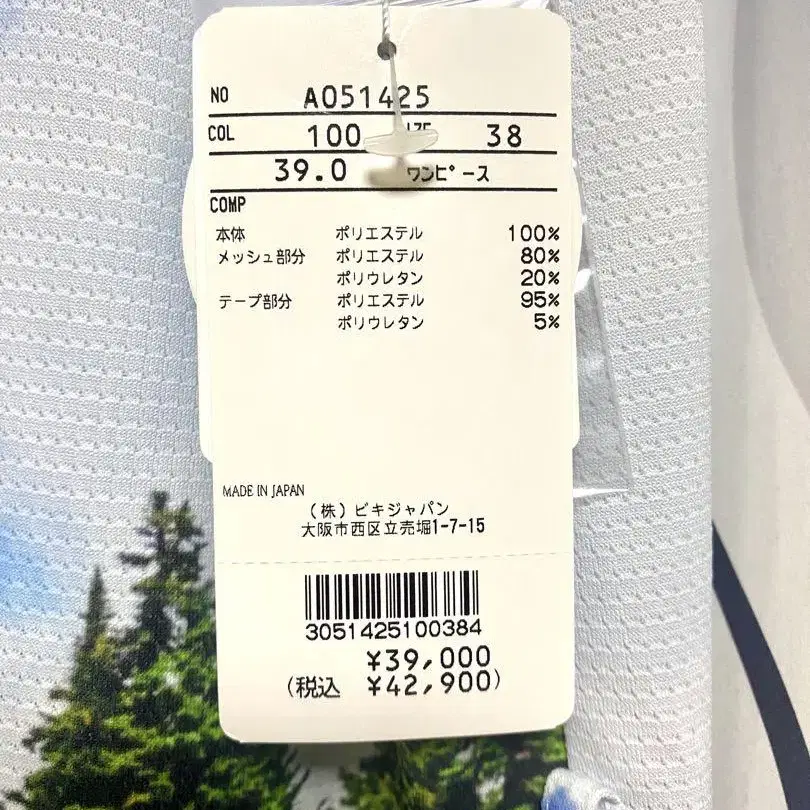 NO A051425
COL 100 38
39.0 ワンピース
COMP
本体 ポリエステル 100%
メッシュ部分 ポリエステル 80%
ポリウレタン 20%
テープ部分 ポリエステル 95%
ポリウレタン 5%
MADE IN JAPAN
(株)ビキジャパン
大阪市西区立売堀1-7-15
3051425100384
¥39,000
(税込 ¥42,900)